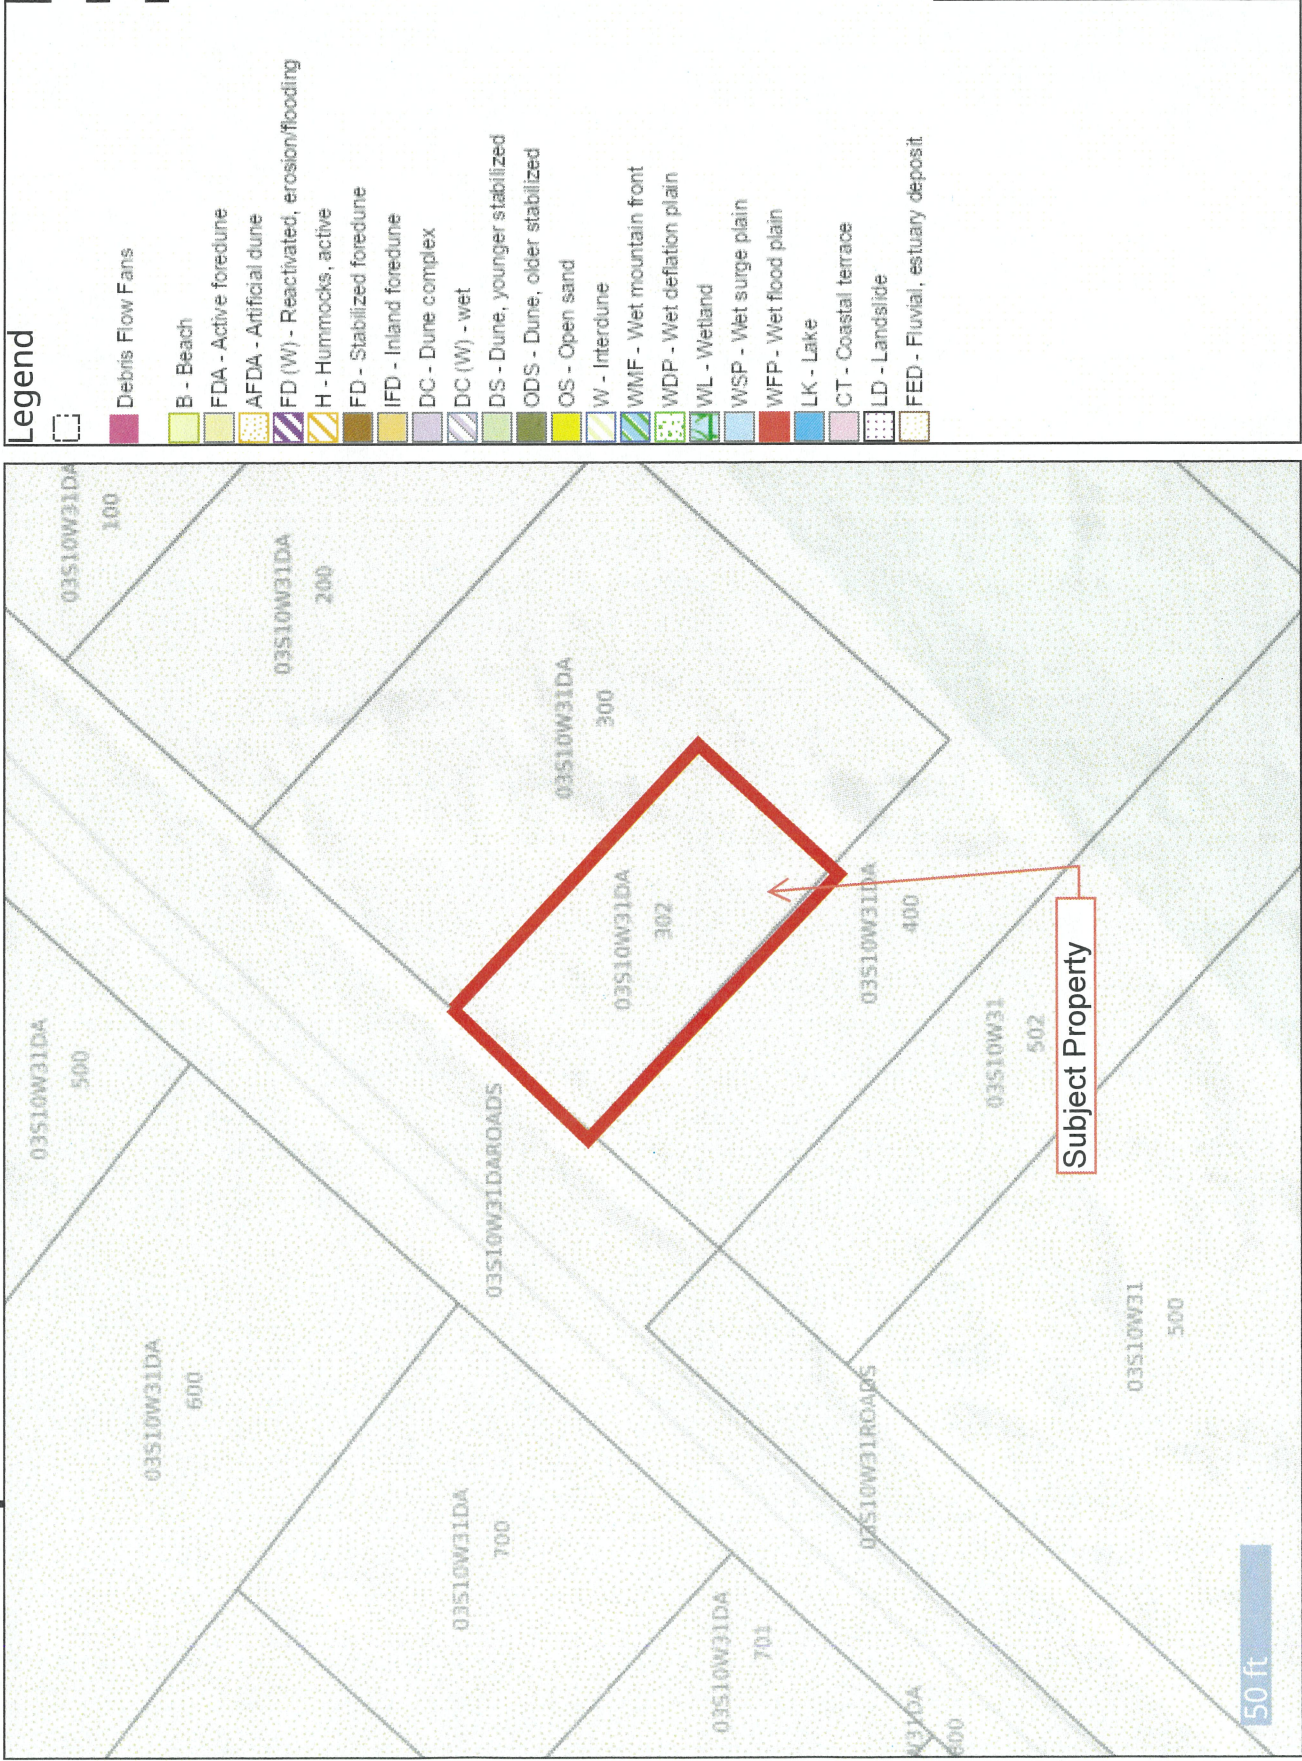 Legend
Debris Flow Fans
B - Beach
FDA - Active foredune
AFDA - Artificial dune
FD (W) - Reactivated, erosion/flooding
H - Hummocks, active
FD - Stabilized foredune
IFD - Inland foredune
DC - Dune complex
DC (W) - wet
DS - Dune, younger stabilized
ODS - Dune, older stabilized
OS - Open sand
W - Interdune
WMF - Wet mountain front
WDP - Wet deflation plain
WL - Wetland
WSP - Wet surge plain
WFP - Wet flood plain
LK - Lake
CT - Coastal terrace
LD - Landslide
FED - Fluvial, estuary deposit
03S10W31DA
100
03S10W31DA
200
03S10W31DA
300
03S10W31DA
302
03S10W31DA
400
03S10W31DA
500
03S10W31DAROADS
03S10W31
502
Subject Property
03S10W31DA
600
03S10W31DA
700
03S10W31ROADS
03S10W31
500
03S10W31DA
701
W31DA
800
50 ft